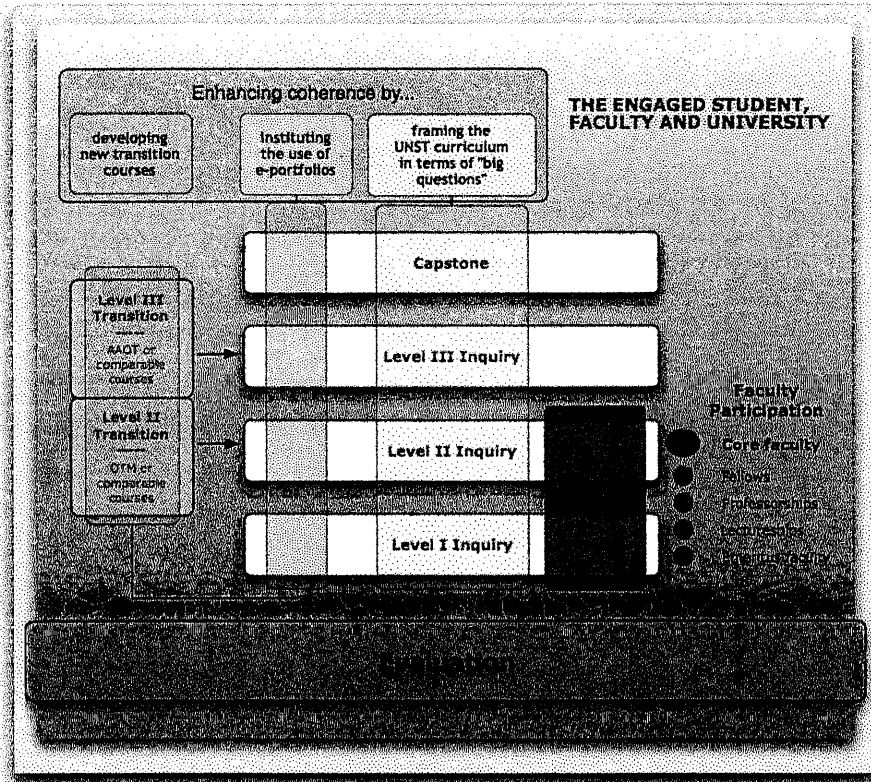 Enhancing coherence by...
developing
new transition
courses
instituting
the use of
e-portfolios
framing the
UNST curriculum
in terms of "big
questions"
THE ENGAGED STUDENT,
FACULTY AND UNIVERSITY
Capstone
Level III
Transition
AAOT or
comparable
courses
Level III Inquiry
Level II
Transition
OTM or
comparable
courses
Level II Inquiry
Level I Inquiry
Faculty
Participation
Core faculty
Fellows
Professorships
Evaluation